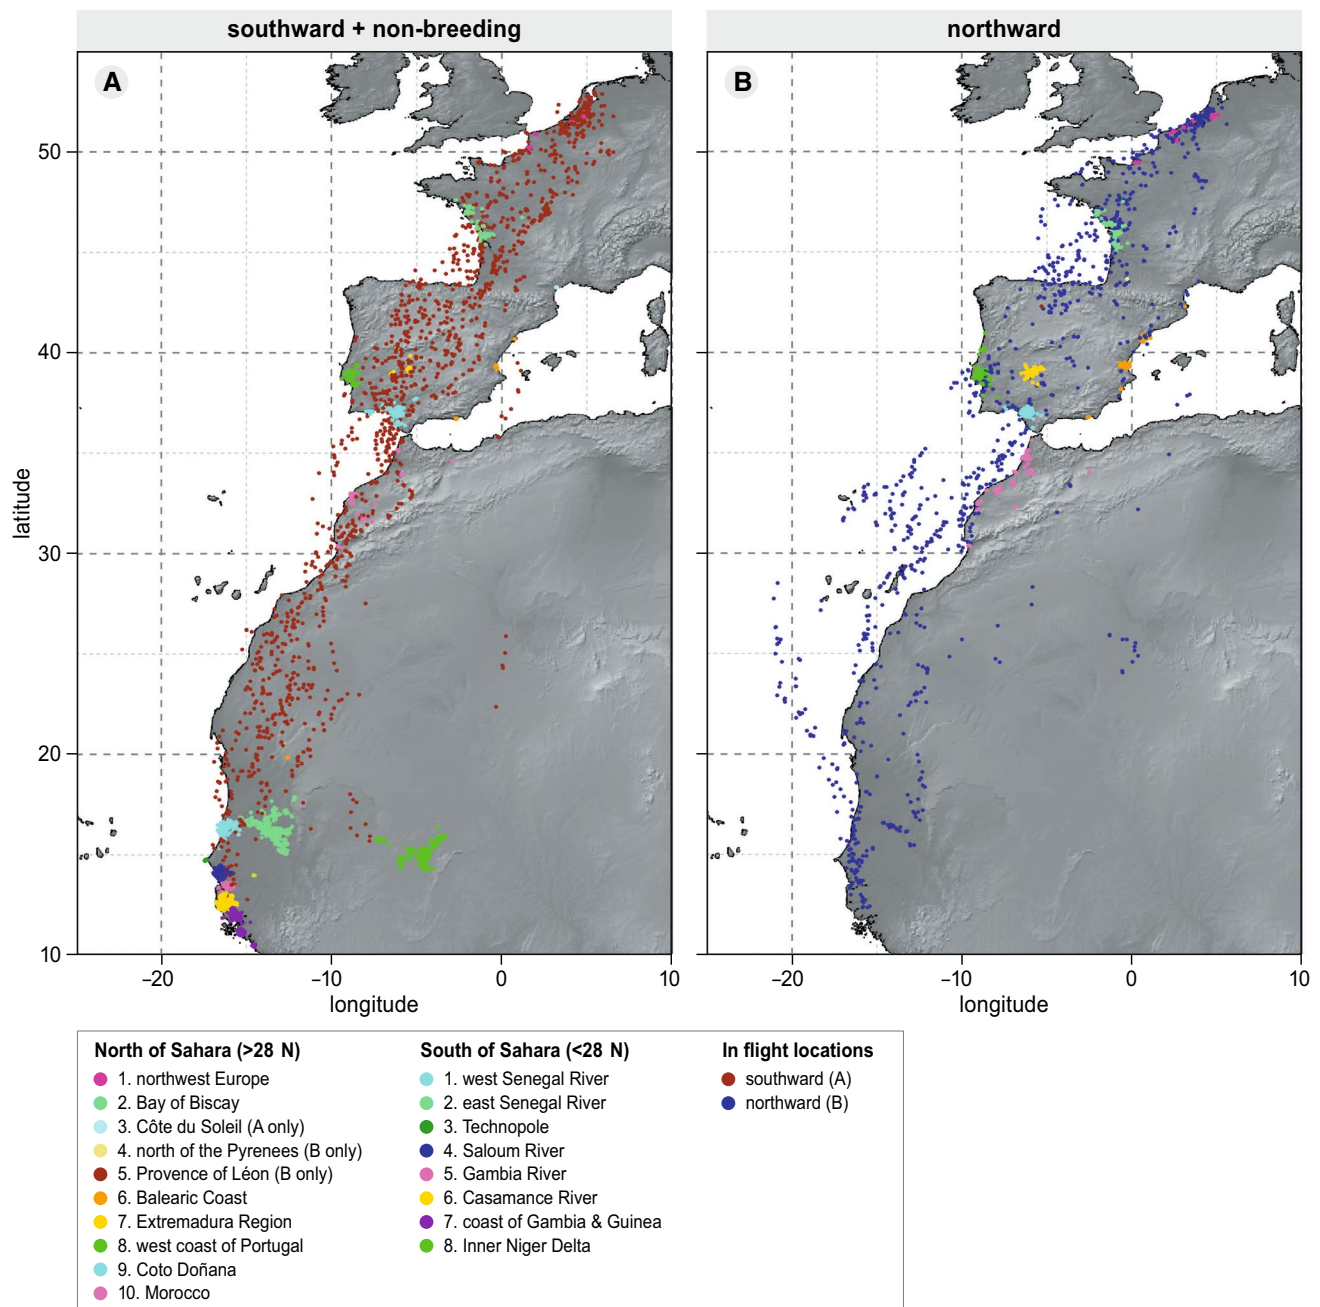 southward + non-breeding
northward
A
B
50
40
30
20
10
latitude
−20
−10
0
10
−20
−10
0
10
longitude
longitude
North of Sahara (>28 N)
1. northwest Europe
2. Bay of Biscay
3. Côte du Soleil (A only)
4. north of the Pyrenees (B only)
5. Provence of Léon (B only)
6. Balearic Coast
7. Extremadura Region
8. west coast of Portugal
9. Coto Doñana
10. Morocco
South of Sahara (<28 N)
1. west Senegal River
2. east Senegal River
3. Technopole
4. Saloum River
5. Gambia River
6. Casamance River
7. coast of Gambia & Guinea
8. Inner Niger Delta
In flight locations
southward (A)
northward (B)